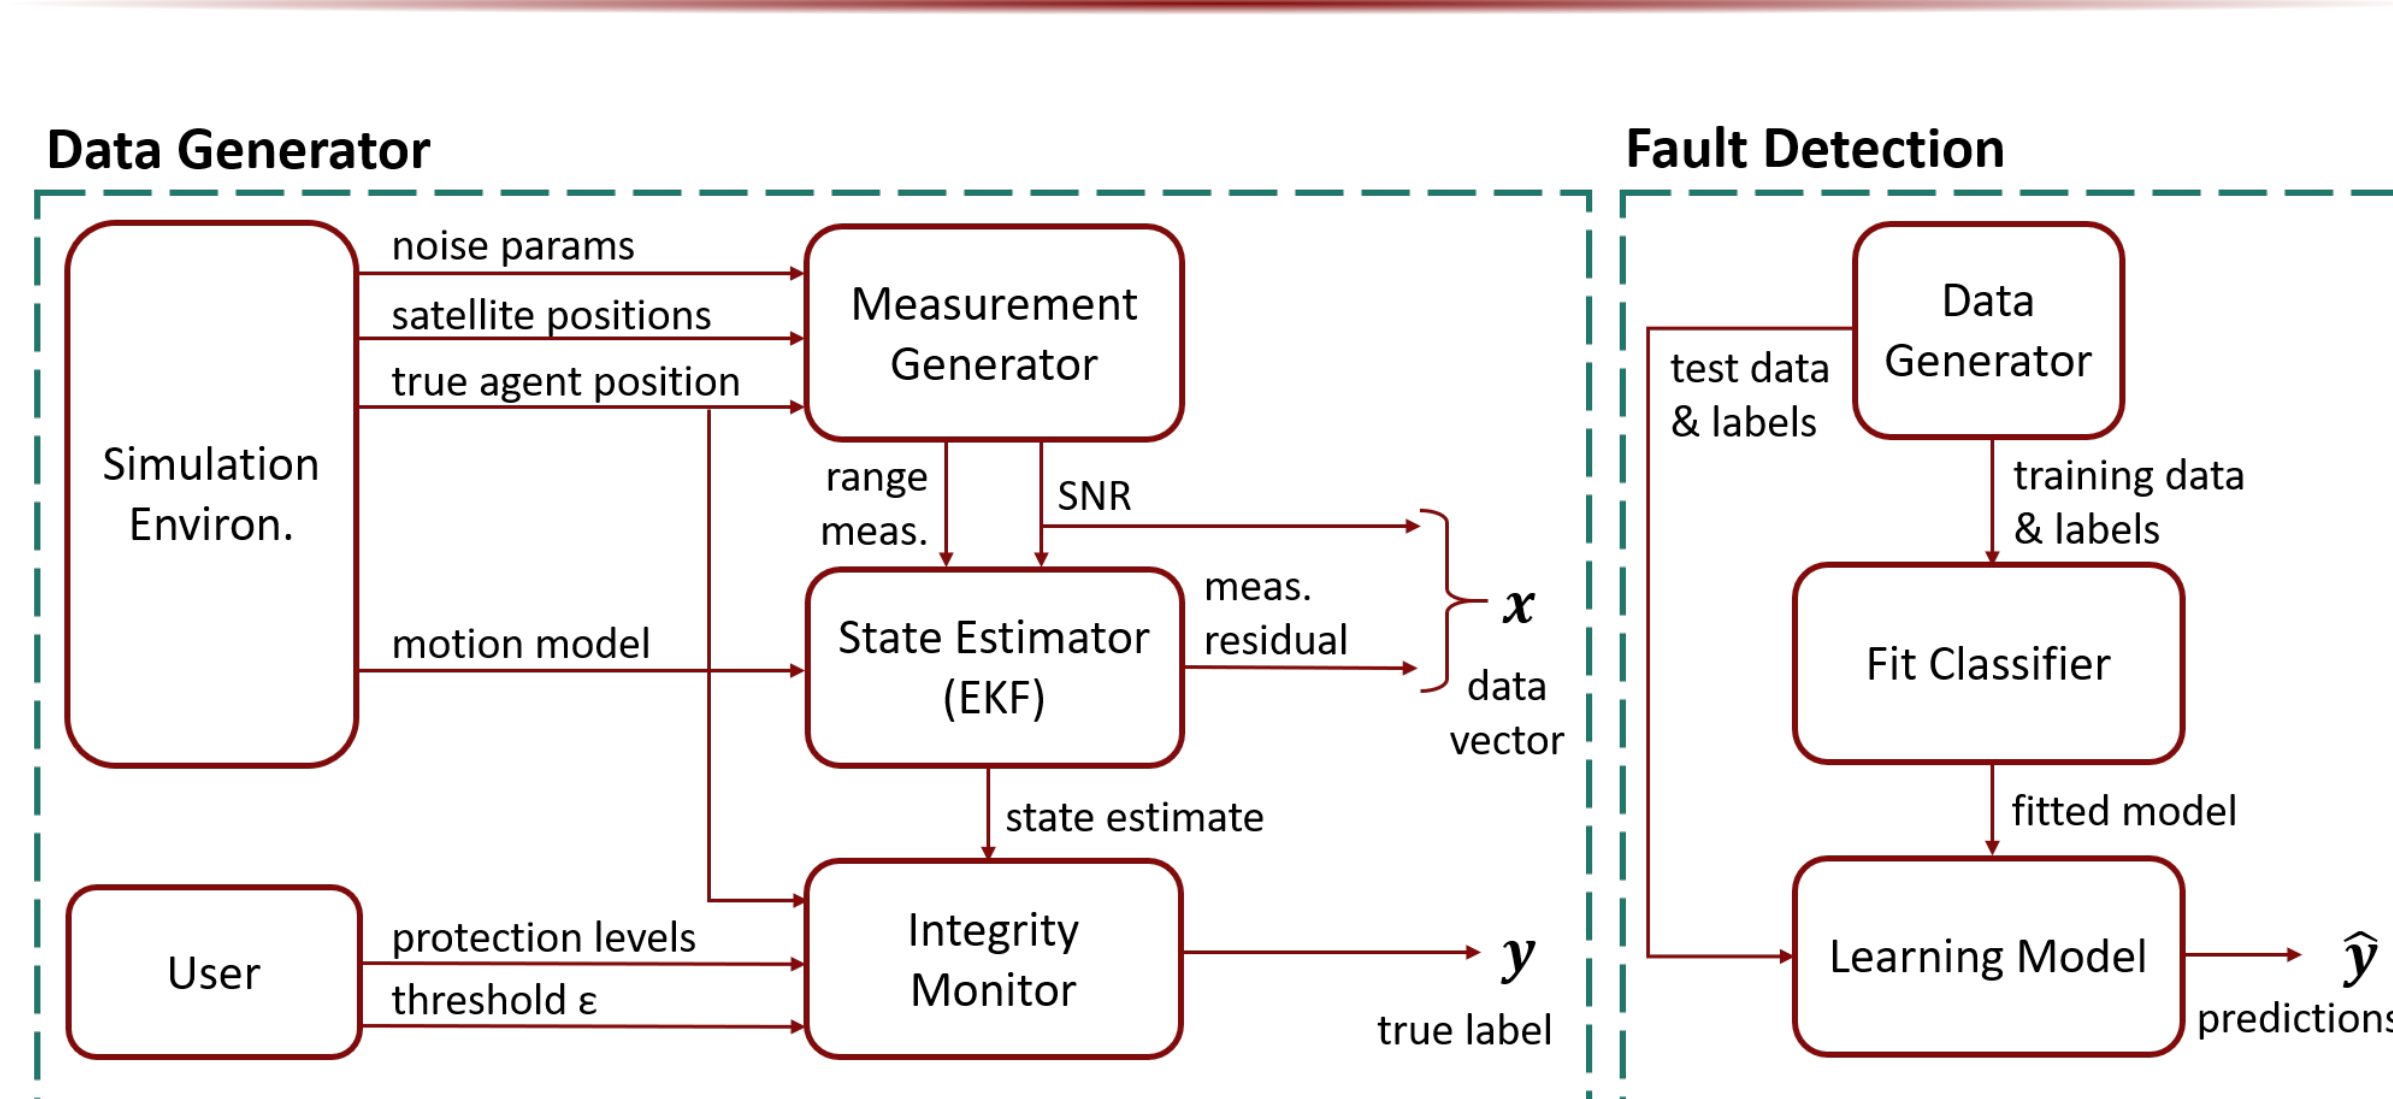 Data Generator
noise params
satellite positions
true agent position
Simulation
Environ.
Measurement
Generator
range
meas.
SNR
motion model
State Estimator
(EKF)
meas.
residual
x
data
vector
state estimate
User
protection levels
threshold ε
Integrity
Monitor
y
true label
Fault Detection
Data
Generator
test data
& labels
training data
& labels
Fit Classifier
fitted model
Learning Model
ŷ
predictions